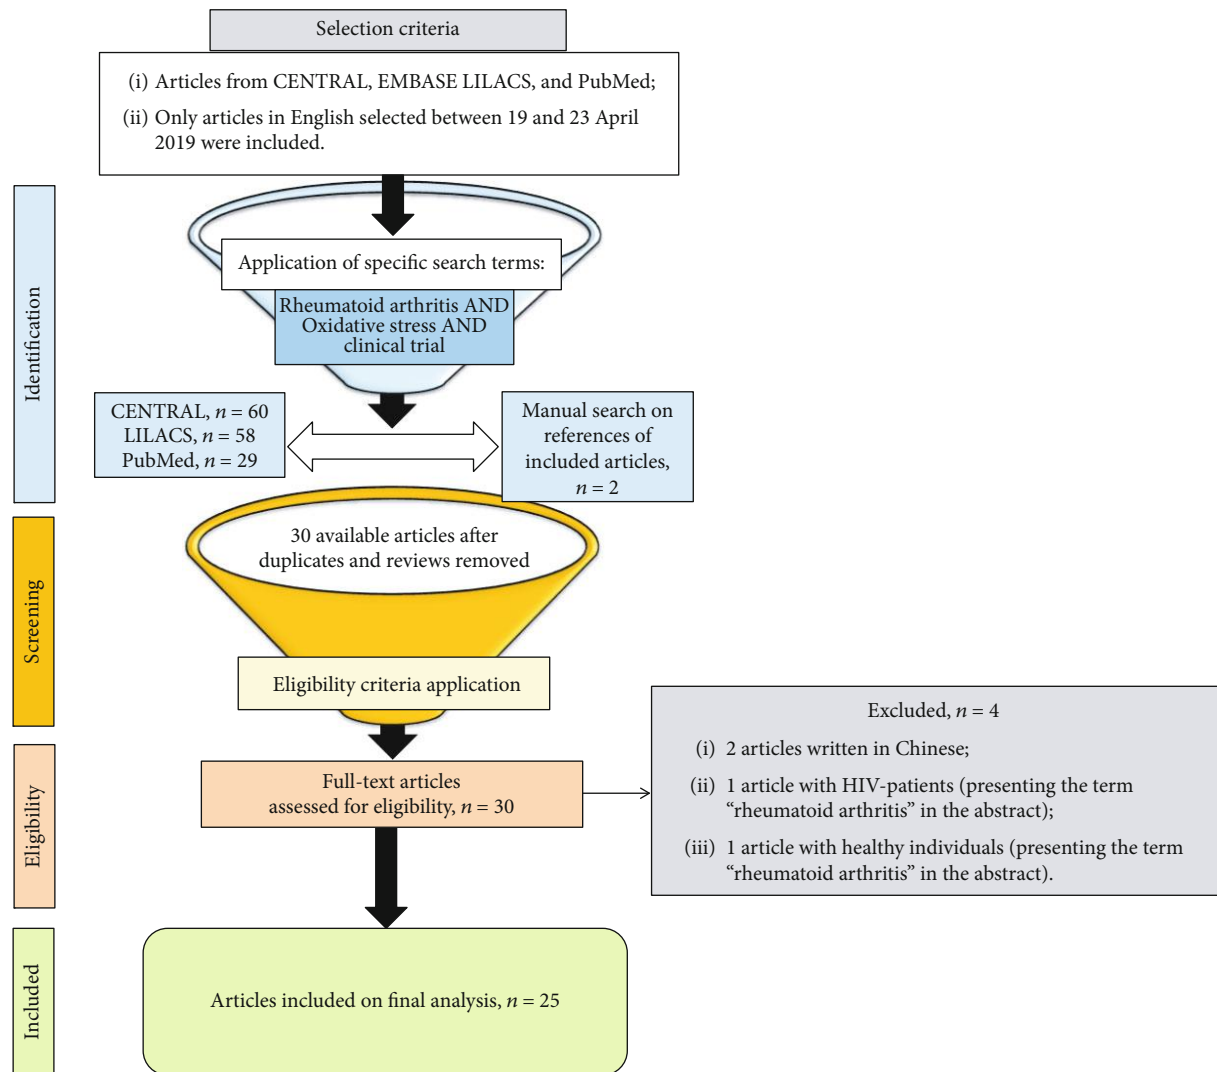 Selection criteria
(i) Articles from CENTRAL, EMBASE LILACS, and PubMed;
(ii) Only articles in English selected between 19 and 23 April
2019 were included.
Identification
Application of specific search terms:
Rheumatoid arthritis AND
Oxidative stress AND
clinical trial
CENTRAL, n = 60
LILACS, n = 58
PubMed, n = 29
Manual search on
references of
included articles,
n = 2
Screening
30 available articles after
duplicates and reviews removed
Eligibility criteria application
Eligibility
Full-text articles
assessed for eligibility, n = 30
Excluded, n = 4
(i) 2 articles written in Chinese;
(ii) 1 article with HIV-patients (presenting the term
“rheumatoid arthritis” in the abstract);
(iii) 1 article with healthy individuals (presenting the term
“rheumatoid arthritis” in the abstract).
Included
Articles included on final analysis, n = 25